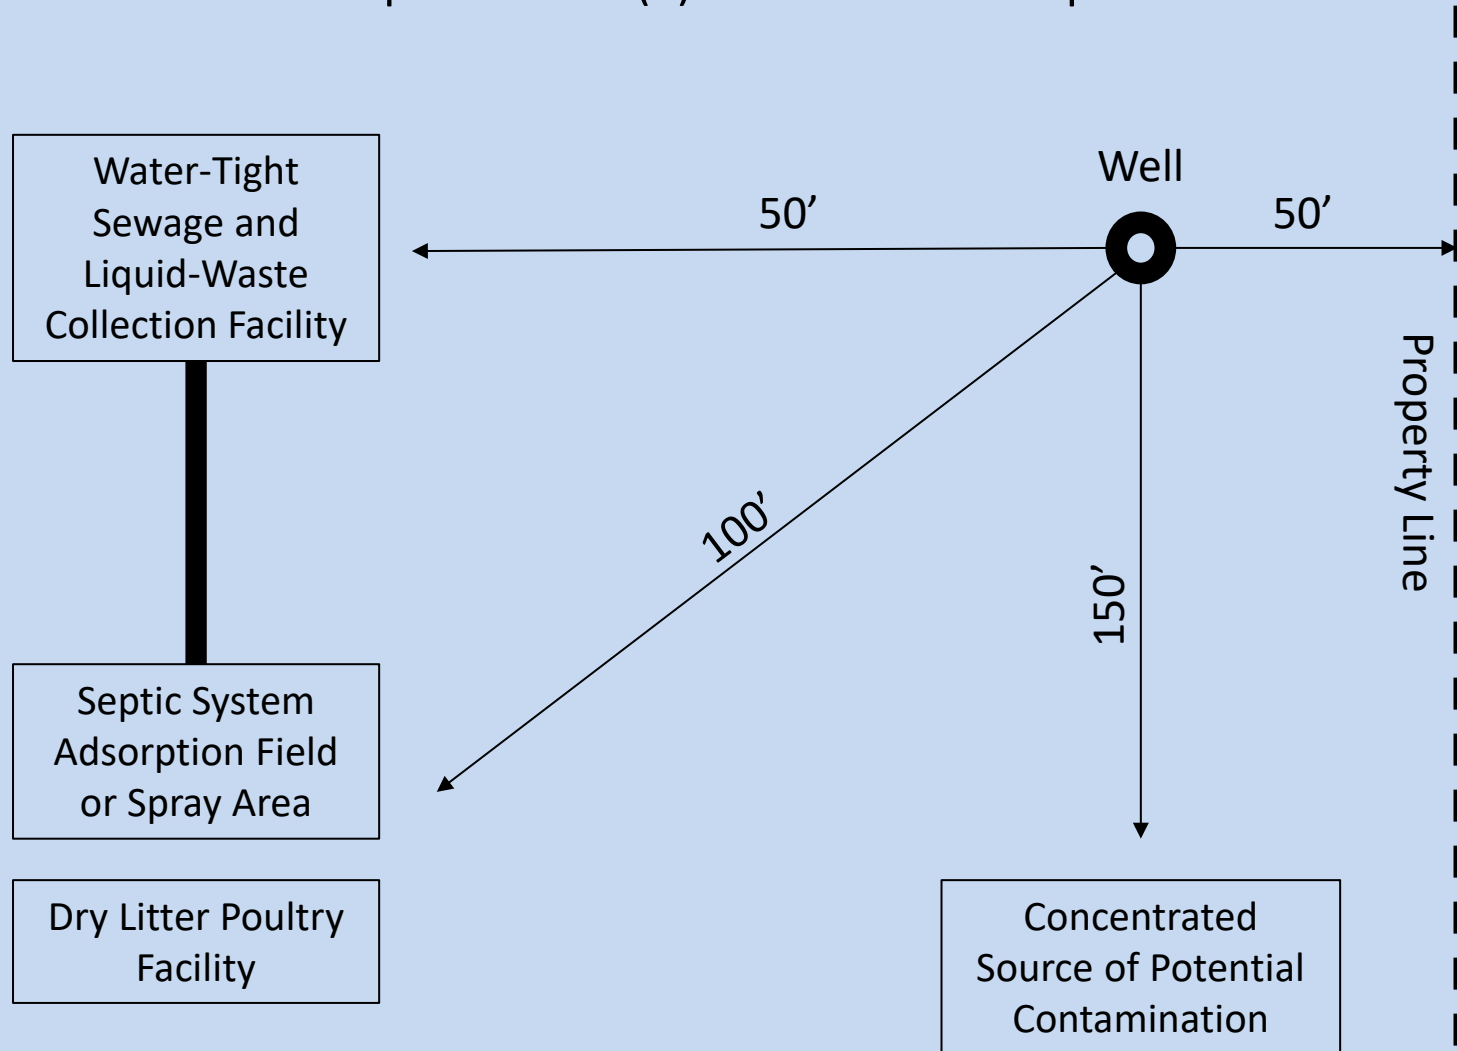 Water-Tight
Sewage and
Liquid-Waste
Collection Facility
Well
50’
50’
Property Line
100’
150’
Septic System
Adsorption Field
or Spray Area
Dry Litter Poultry
Facility
Concentrated
Source of Potential
Contamination